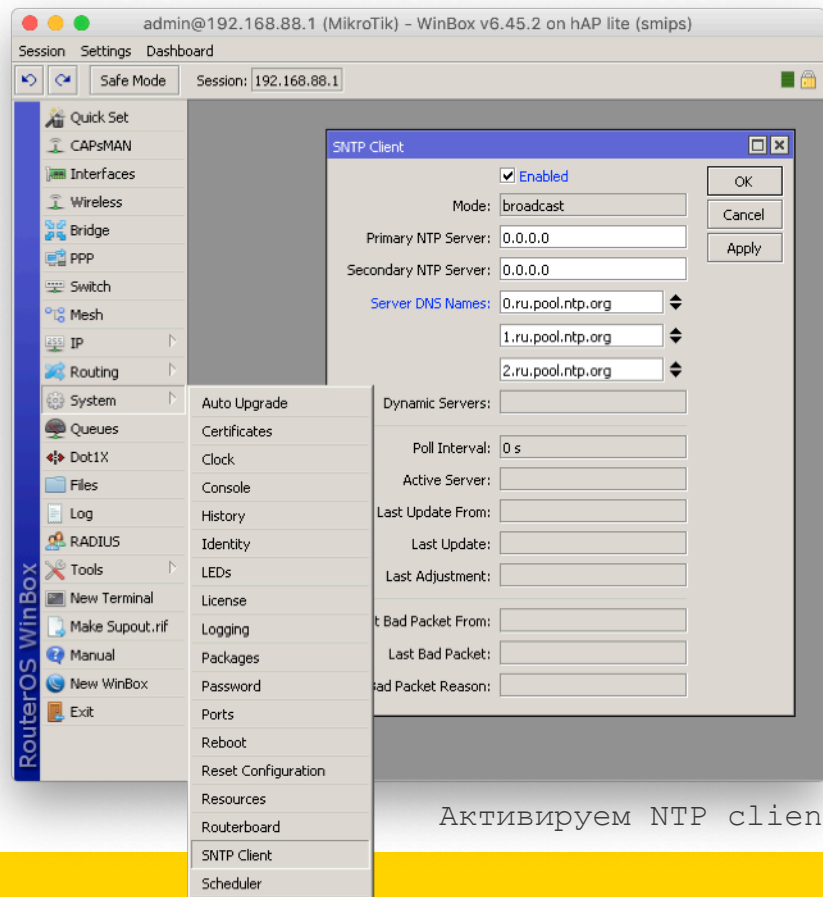 admin@192.168.88.1 (MikroTik) - WinBox v6.45.2 on hAP lite (smips)
Session Settings Dashboard
Safe Mode Session: 192.168.88.1
Quick Set
CAPsMAN
Interfaces
Wireless
Bridge
PPP
Switch
Mesh
IP
Routing
System
Queues
Dot1X
Files
Log
RADIUS
Tools
New Terminal
Make Supout.rif
Manual
New WinBox
Exit
RouterOS WinBox
Auto Upgrade
Certificates
Clock
Console
History
Identity
LEDs
License
Logging
Packages
Password
Ports
Reboot
Reset Configuration
Resources
Routerboard
SNTP Client
Scheduler
SNTP Client
Enabled
Mode: broadcast
Primary NTP Server: 0.0.0.0
Secondary NTP Server: 0.0.0.0
Server DNS Names: 0.ru.pool.ntp.org
1.ru.pool.ntp.org
2.ru.pool.ntp.org
Dynamic Servers:
Poll Interval: 0 s
Active Server:
Last Update From:
Last Update:
Last Adjustment:
t Bad Packet From:
Last Bad Packet:
Bad Packet Reason:
OK
Cancel
Apply
Активируем NTP clien